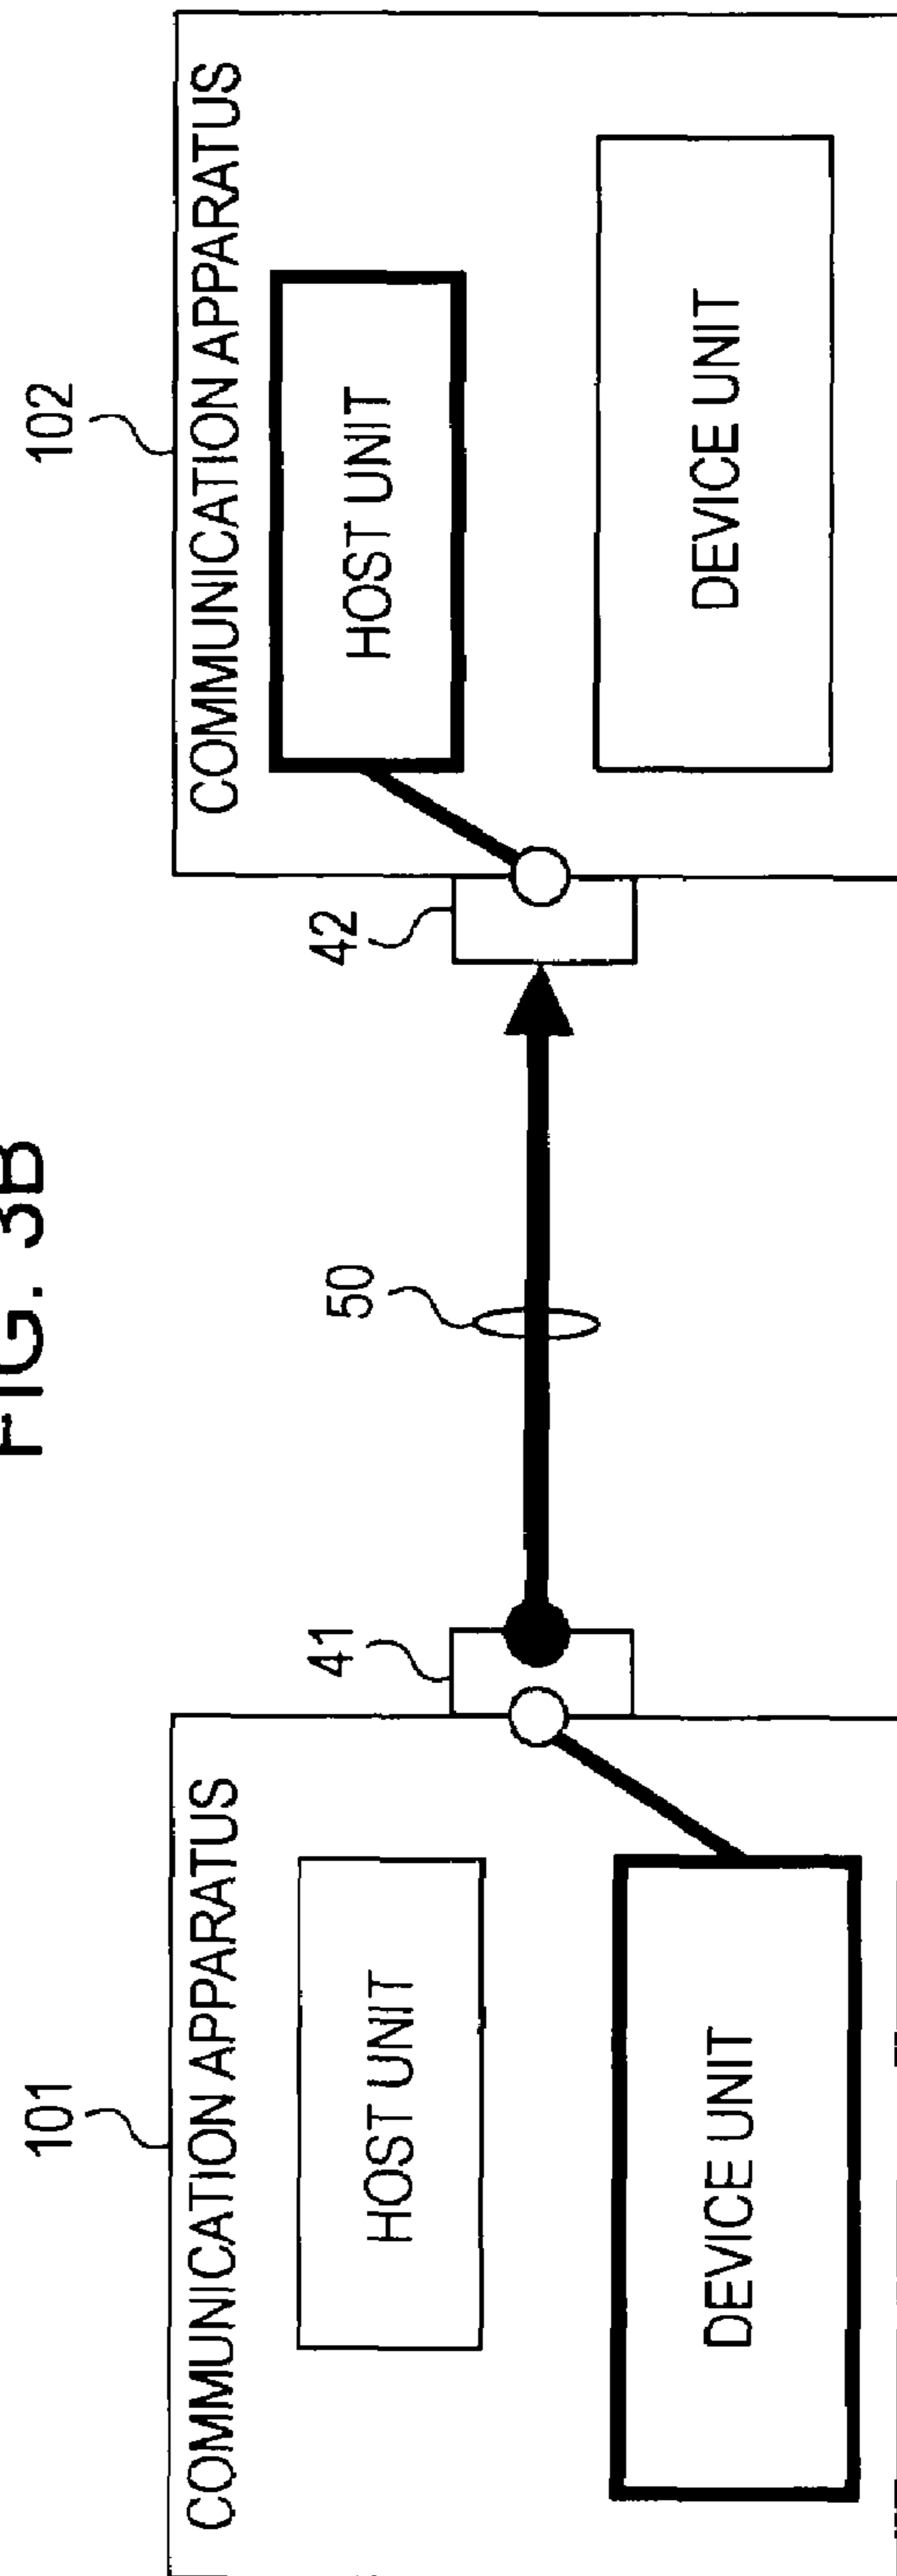 FIG. 3B
101
COMMUNICATION APPARATUS
HOST UNIT
DEVICE UNIT
41
50
42
102
COMMUNICATION APPARATUS
HOST UNIT
DEVICE UNIT